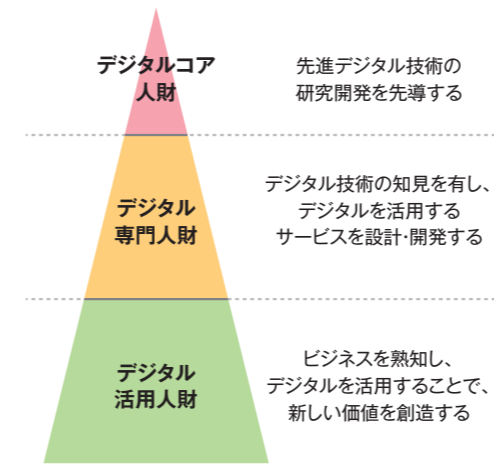 デジタルコア
人財
先進デジタル技術の
研究開発を先導する
デジタル
専門人財
デジタル技術の知見を有し、
デジタルを活用する
サービスを設計・開発する
デジタル
活用人財
ビジネスを熟知し、
デジタルを活用することで、
新しい価値を創造する